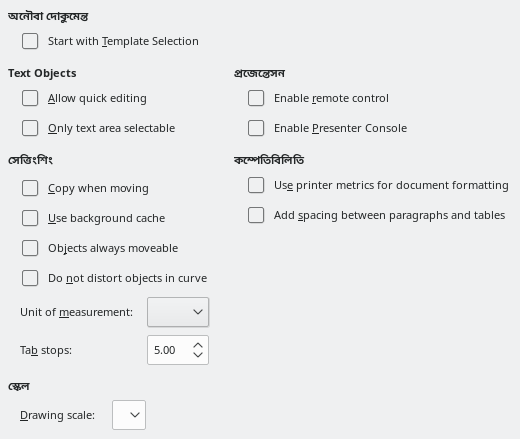 অনৌবা দোকুমেন্ত
Start with Template Selection
Text Objects
Allow quick editing
Only text area selectable
প্রজেন্তেসন
Enable remote control
Enable Presenter Console
সেত্তিংশিং
Copy when moving
Use background cache
Objects always moveable
Do not distort objects in curve
Unit of measurement:
Tab stops:
5.00
কম্পেতিবিলিতি
Use printer metrics for document formatting
Add spacing between paragraphs and tables
স্কেল
Drawing scale: